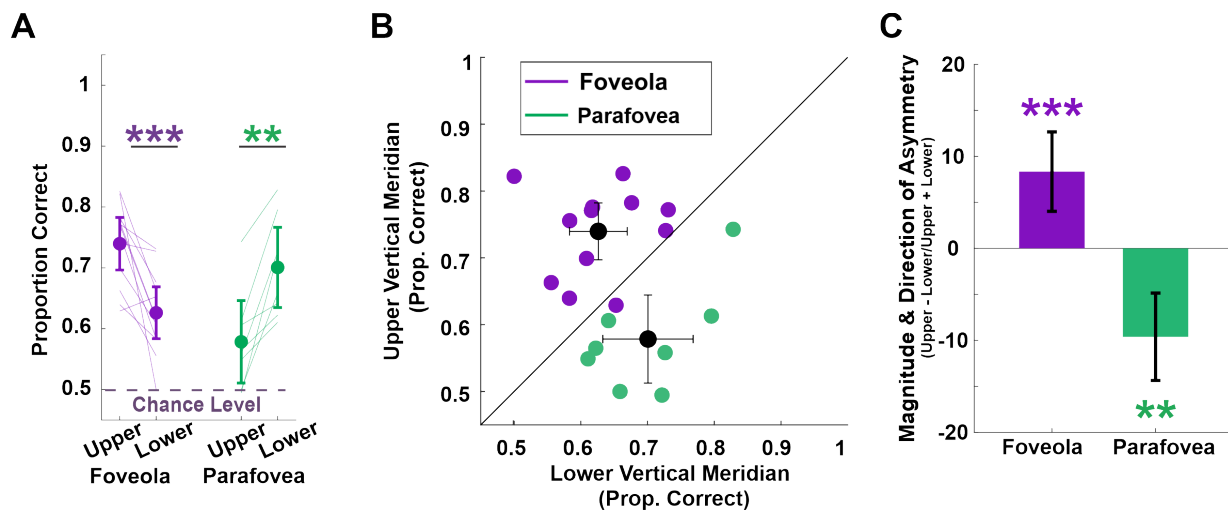 A
Proportion Correct
1
0.9
0.8
0.7
0.6
0.5
***
**
Chance Level
Upper Lower
Upper Lower
Foveola
Parafovea
B
Upper Vertical Meridian
(Prop. Correct)
1
0.9
0.8
0.7
0.6
0.5
Foveola
Parafovea
0.5 0.6 0.7 0.8 0.9 1
Lower Vertical Meridian
(Prop. Correct)
C
Magnitude & Direction of Asymmetry
(Upper - Lower/Upper + Lower)
20
10
0
-10
-20
***
**
Foveola Parafovea